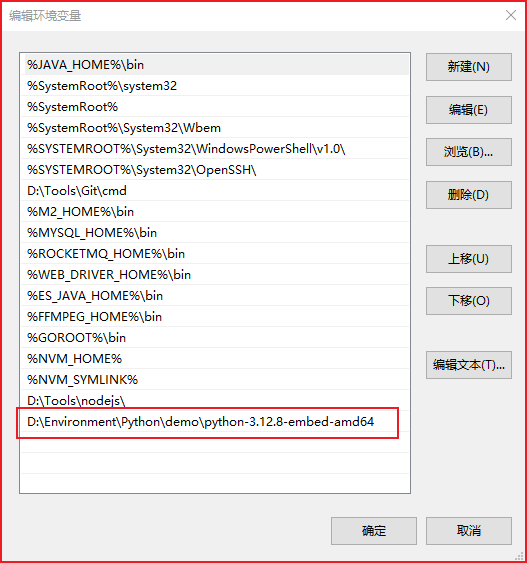 编辑环境变量
%JAVA_HOME%\bin
%SystemRoot%\system32
%SystemRoot%
%SystemRoot%\System32\Wbem
%SYSTEMROOT%\System32\WindowsPowerShell\v1.0\
%SYSTEMROOT%\System32\OpenSSH\
D:\Tools\Git\cmd
%M2_HOME%\bin
%MYSQL_HOME%\bin
%ROCKETMQ_HOME%\bin
%WEB_DRIVER_HOME%\bin
%ES_JAVA_HOME%\bin
%FFMPEG_HOME%\bin
%GOROOT%\bin
%NVM_HOME%
%NVM_SYMLINK%
D:\Tools\nodejs\
D:\Environment\Python\demo\python-3.12.8-embed-amd64
新建(N)
编辑(E)
浏览(B)...
删除(D)
上移(U)
下移(O)
编辑文本(T)...
确定
取消